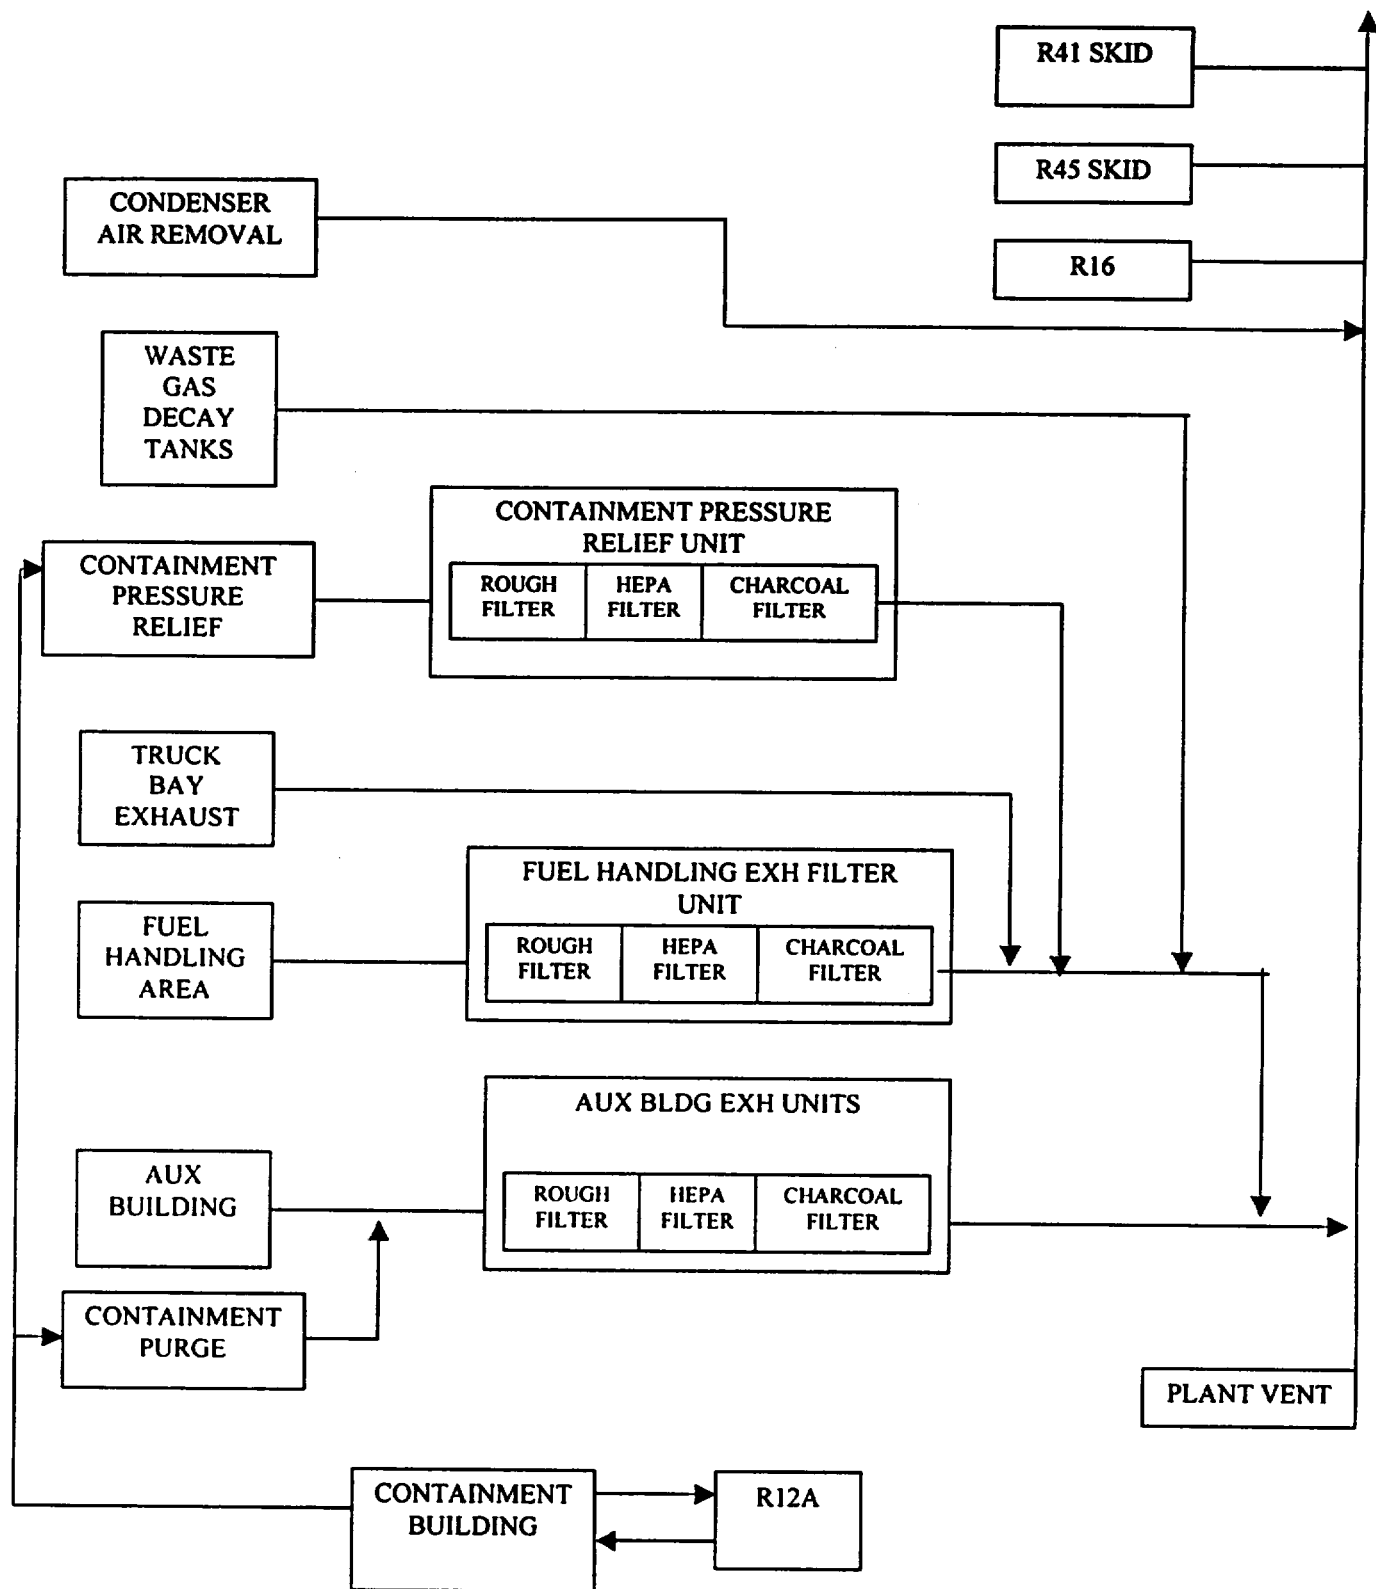 R41 SKID
R45 SKID
CONDENSER
AIR REMOVAL
R16
WASTE
GAS
DECAY
TANKS
CONTAINMENT PRESSURE
RELIEF UNIT
CONTAINMENT
PRESSURE
RELIEF
ROUGH
FILTER
HEPA
FILTER
CHARCOAL
FILTER
TRUCK
BAY
EXHAUST
FUEL HANDLING EXH FILTER
UNIT
FUEL
HANDLING
AREA
ROUGH
FILTER
HEPA
FILTER
CHARCOAL
FILTER
AUX BLDG EXH UNITS
AUX
BUILDING
ROUGH
FILTER
HEPA
FILTER
CHARCOAL
FILTER
CONTAINMENT
PURGE
PLANT VENT
CONTAINMENT
BUILDING
R12A